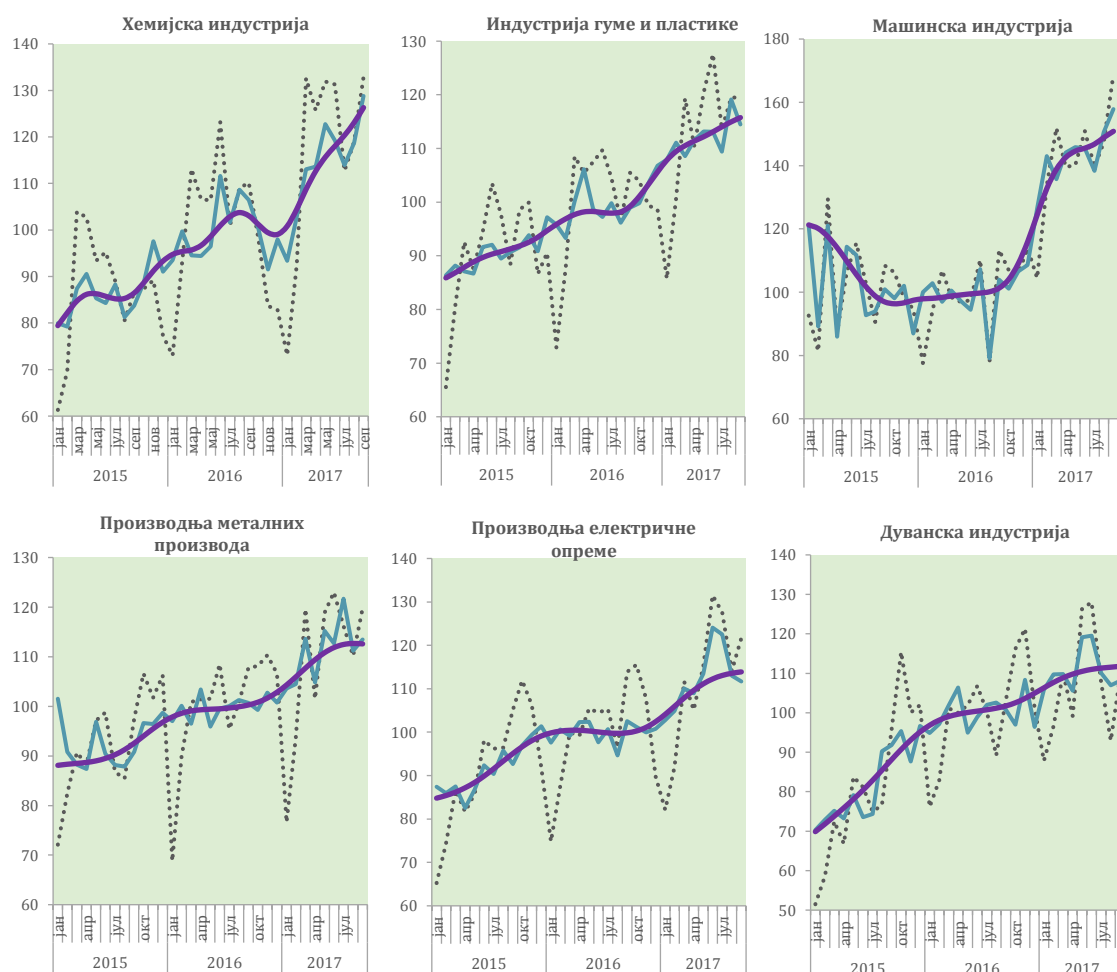 Хемијска индустрија
140
130
120
110
100
90
80
70
60
јан
мар
мај
јул
сеп
нов
јан
мар
мај
јул
сеп
нов
јан
мар
мај
јул
сеп
2015
2016
2017
Индустрија гуме и пластике
130
120
110
100
90
80
70
60
јан
апр
јул
окт
јан
апр
јул
окт
јан
апр
јул
2015
2016
2017
Машинска индустрија
180
160
140
120
100
80
60
јан
апр
јул
окт
јан
апр
јул
окт
јан
апр
јул
2015
2016
2017
Производња металних
производа
130
120
110
100
90
80
70
60
јан
апр
јул
окт
јан
апр
јул
окт
јан
апр
јул
2015
2016
2017
Производња електричне
опреме
140
130
120
110
100
90
80
70
60
јан
апр
јул
окт
јан
апр
јул
окт
јан
апр
јул
2015
2016
2017
Дуванска индустрија
140
130
120
110
100
90
80
70
60
50
јан
апр
јул
окт
јан
апр
јул
окт
јан
апр
јул
2015
2016
2017